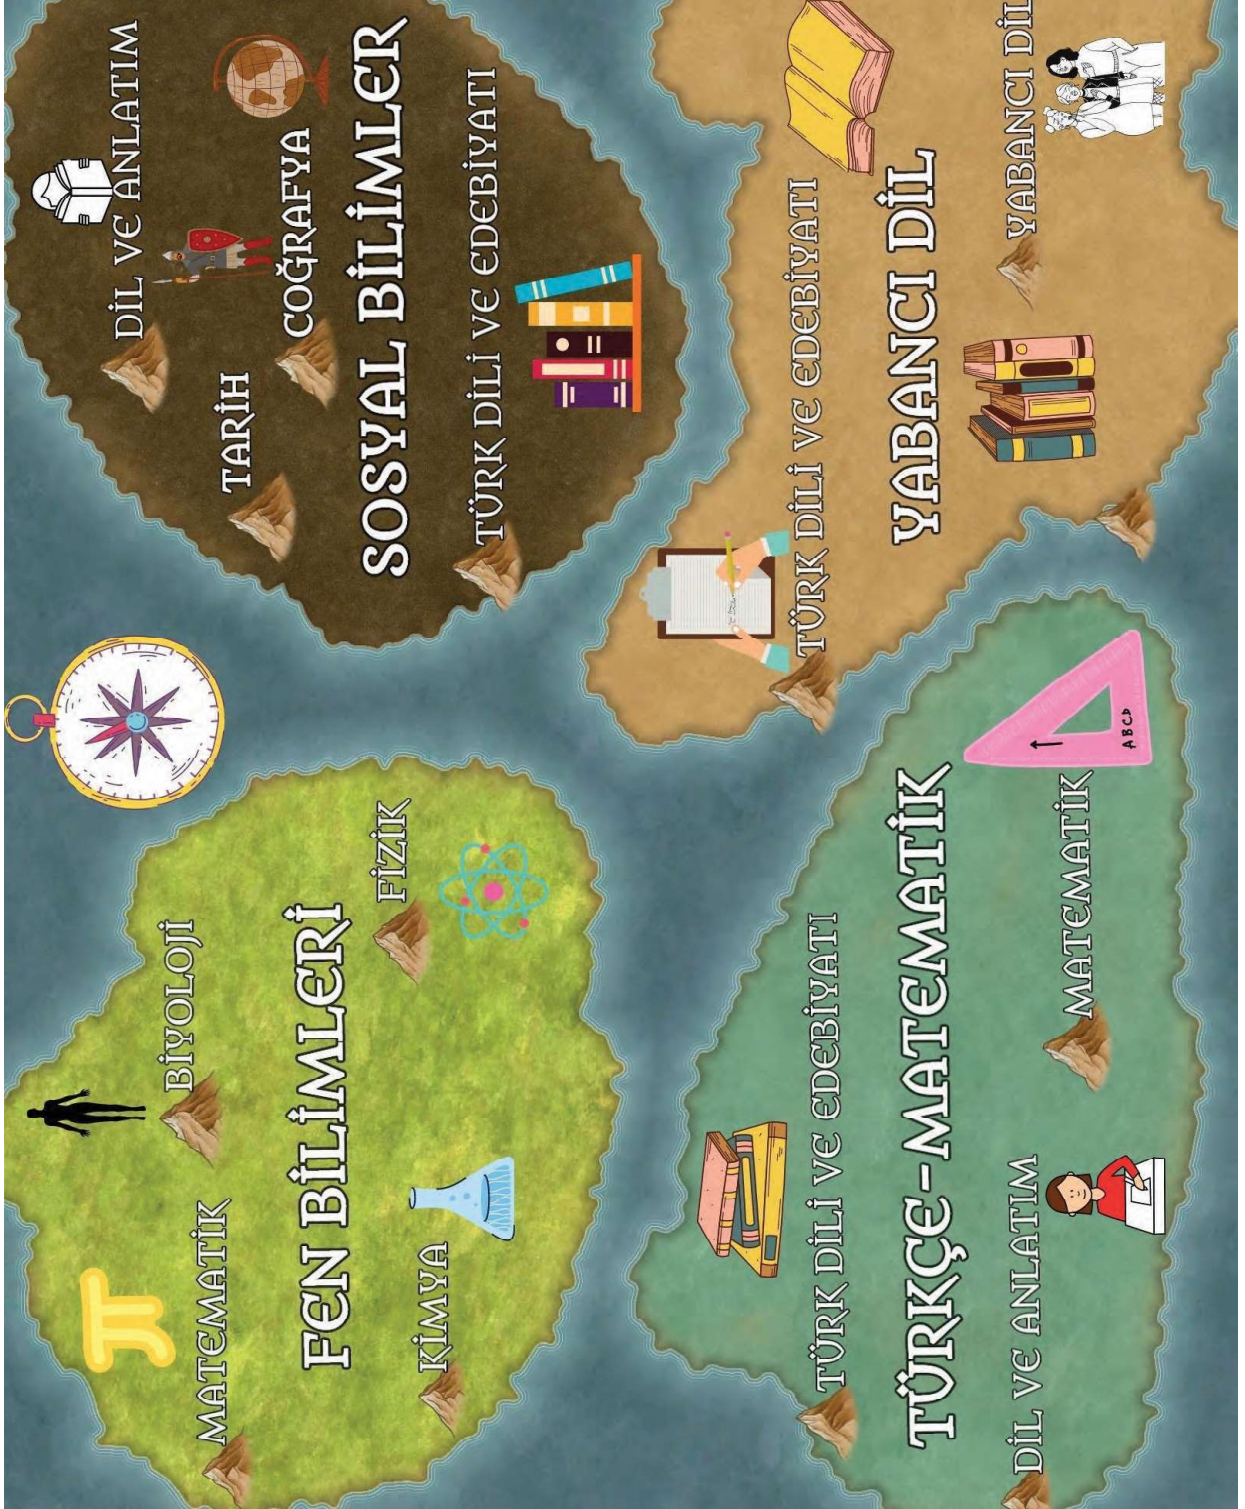 MATEMATİK
BİYOLOJİ
FEN BİLİMLERİ
KİMYA
FİZİK
DİL VE ANLATIM
TARİH
COĞRAFYA
SOSYAL BİLİMLER
TÜRK DİLİ VE EDEBİYATI
TÜRK DİLİ VE EDEBİYATI
TÜRKÇE-MATEMATİK
DİL VE ANLATIM
MATEMATİK
ABCD
TÜRK DİLİ VE EDEBİYATI
YABANCI DİL
YABANCI DİL